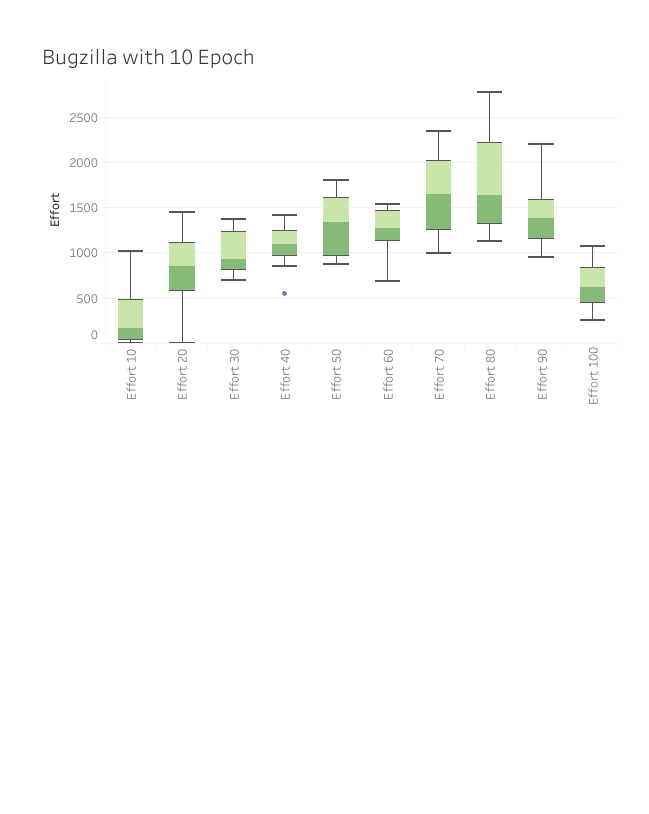 Bugzilla with 10 Epoch
2500
2000
1500
1000
500
0
Effort
Effort 10
Effort 20
Effort 30
Effort 40
Effort 50
Effort 60
Effort 70
Effort 80
Effort 90
Effort 100